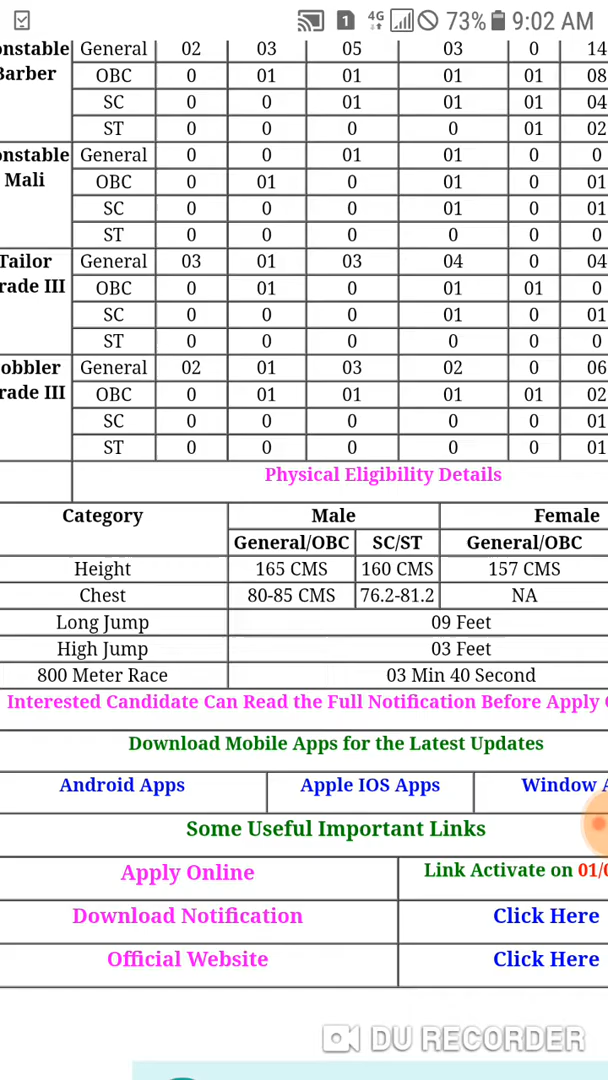 1 4G 73% 9:02 AM
onstable General 02 03 05 03 0 14
Barber OBC 0 01 01 01 01 08
SC 0 0 01 01 01 04
ST 0 0 0 0 01 02
onstable General 0 0 01 01 0 0
Mali OBC 0 01 0 01 0 01
SC 0 0 0 01 0 01
ST 0 0 0 0 0 0
Tailor General 03 01 03 04 0 04
rade III OBC 0 01 0 01 01 0
SC 0 0 0 01 0 01
ST 0 0 0 0 0 0
obbler General 02 01 03 02 0 06
rade III OBC 0 01 01 01 01 02
SC 0 0 0 0 0 01
ST 0 0 0 0 0 01
Physical Eligibility Details
Category Male Female
General/OBC SC/ST General/OBC
Height 165 CMS 160 CMS 157 CMS
Chest 80-85 CMS 76.2-81.2 NA
Long Jump 09 Feet
High Jump 03 Feet
800 Meter Race 03 Min 40 Second
Interested Candidate Can Read the Full Notification Before Apply
Download Mobile Apps for the Latest Updates
Android Apps Apple IOS Apps Window A
Some Useful Important Links
Apply Online Link Activate on 01/0
Download Notification Click Here
Official Website Click Here
DU RECORDER